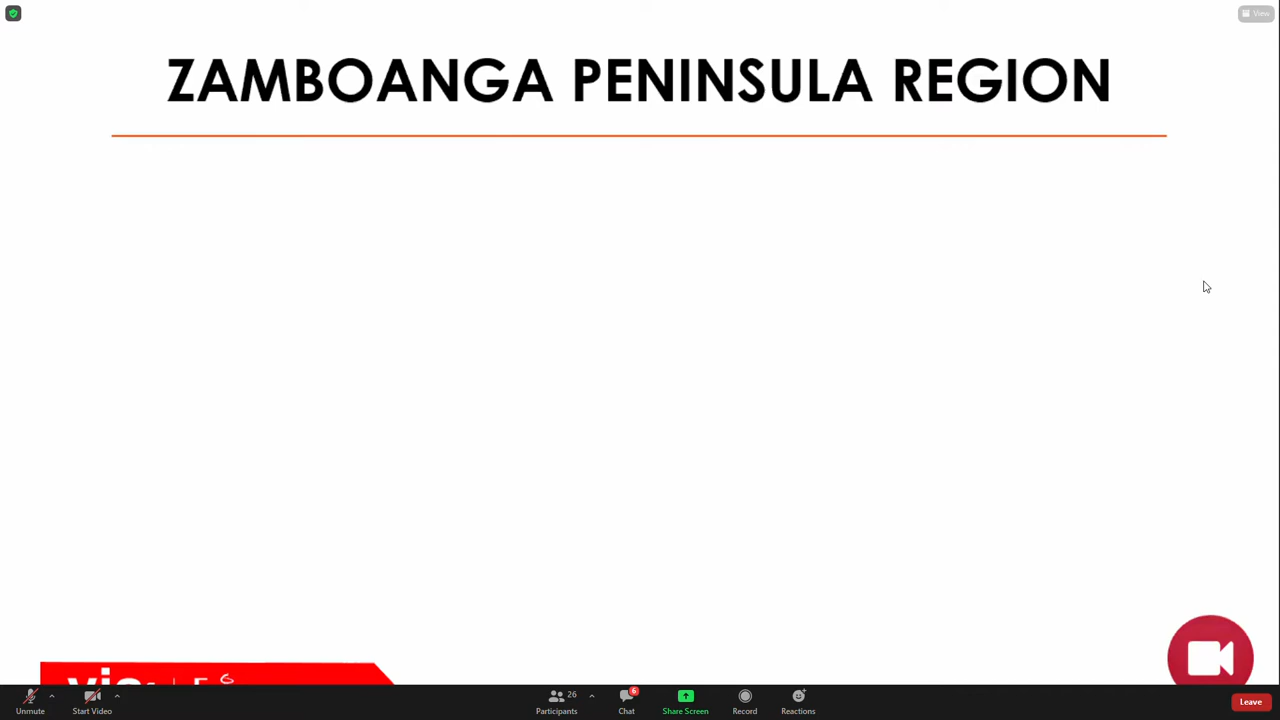 View
ZAMBOANGA PENINSULA REGION
26
6
Unmute
Start Video
Participants
Chat
Share Screen
Record
Reactions
Leave